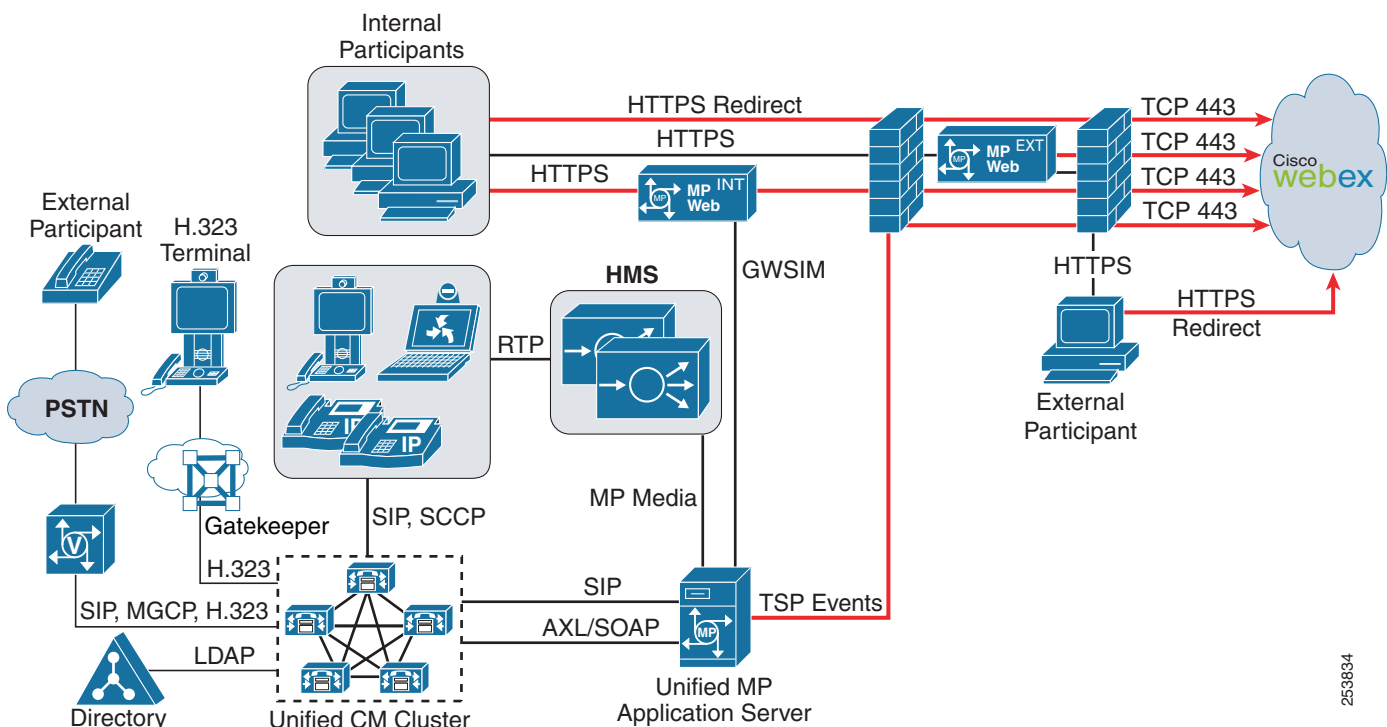 Internal
Participants
HTTPS Redirect
TCP 443
HTTPS
MP EXT
MP Web
TCP 443
HTTPS
MP INT
MP Web
TCP 443
TCP 443
Cisco
webex
External
Participant
H.323
Terminal
HMS
GWSIM
HTTPS
HTTPS
Redirect
RTP
PSTN
IP
IP
External
Participant
MP Media
SIP, SCCP
Gatekeeper
V
H.323
SIP
SIP, MGCP, H.323
TSP Events
AXL/SOAP
MP
LDAP
Directory
Unified CM Cluster
Unified MP
Application Server
253834